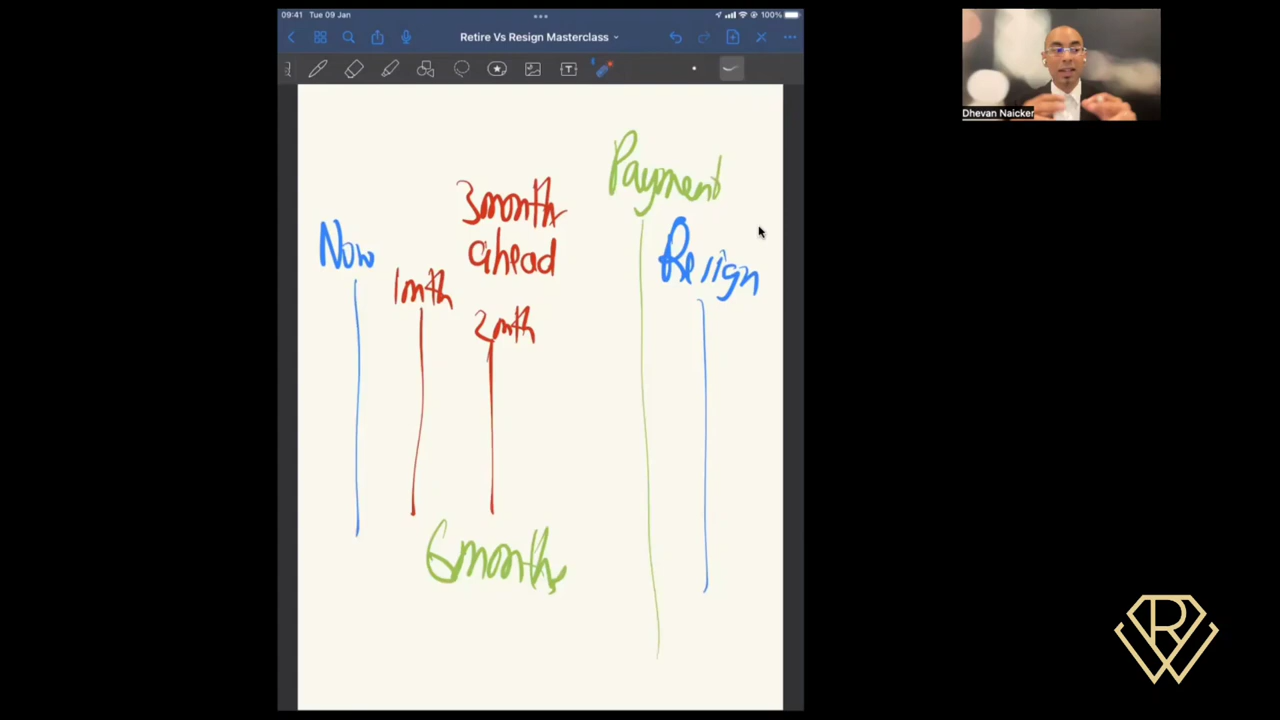 09:41 Tue 09 Jan
100%
Retire Vs Resign Masterclass
Dhevan Naicker
Payment
3month
ahead
Now
Resign
1mth
2mth
6months